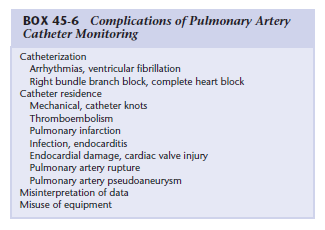 BOX 45-6 Complications of Pulmonary Artery
Catheter Monitoring
Catheterization
Arrhythmias, ventricular fibrillation
Right bundle branch block, complete heart block
Catheter residence
Mechanical, catheter knots
Thromboembolism
Pulmonary infarction
Infection, endocarditis
Endocardial damage, cardiac valve injury
Pulmonary artery rupture
Pulmonary artery pseudoaneurysm
Misinterpretation of data
Misuse of equipment